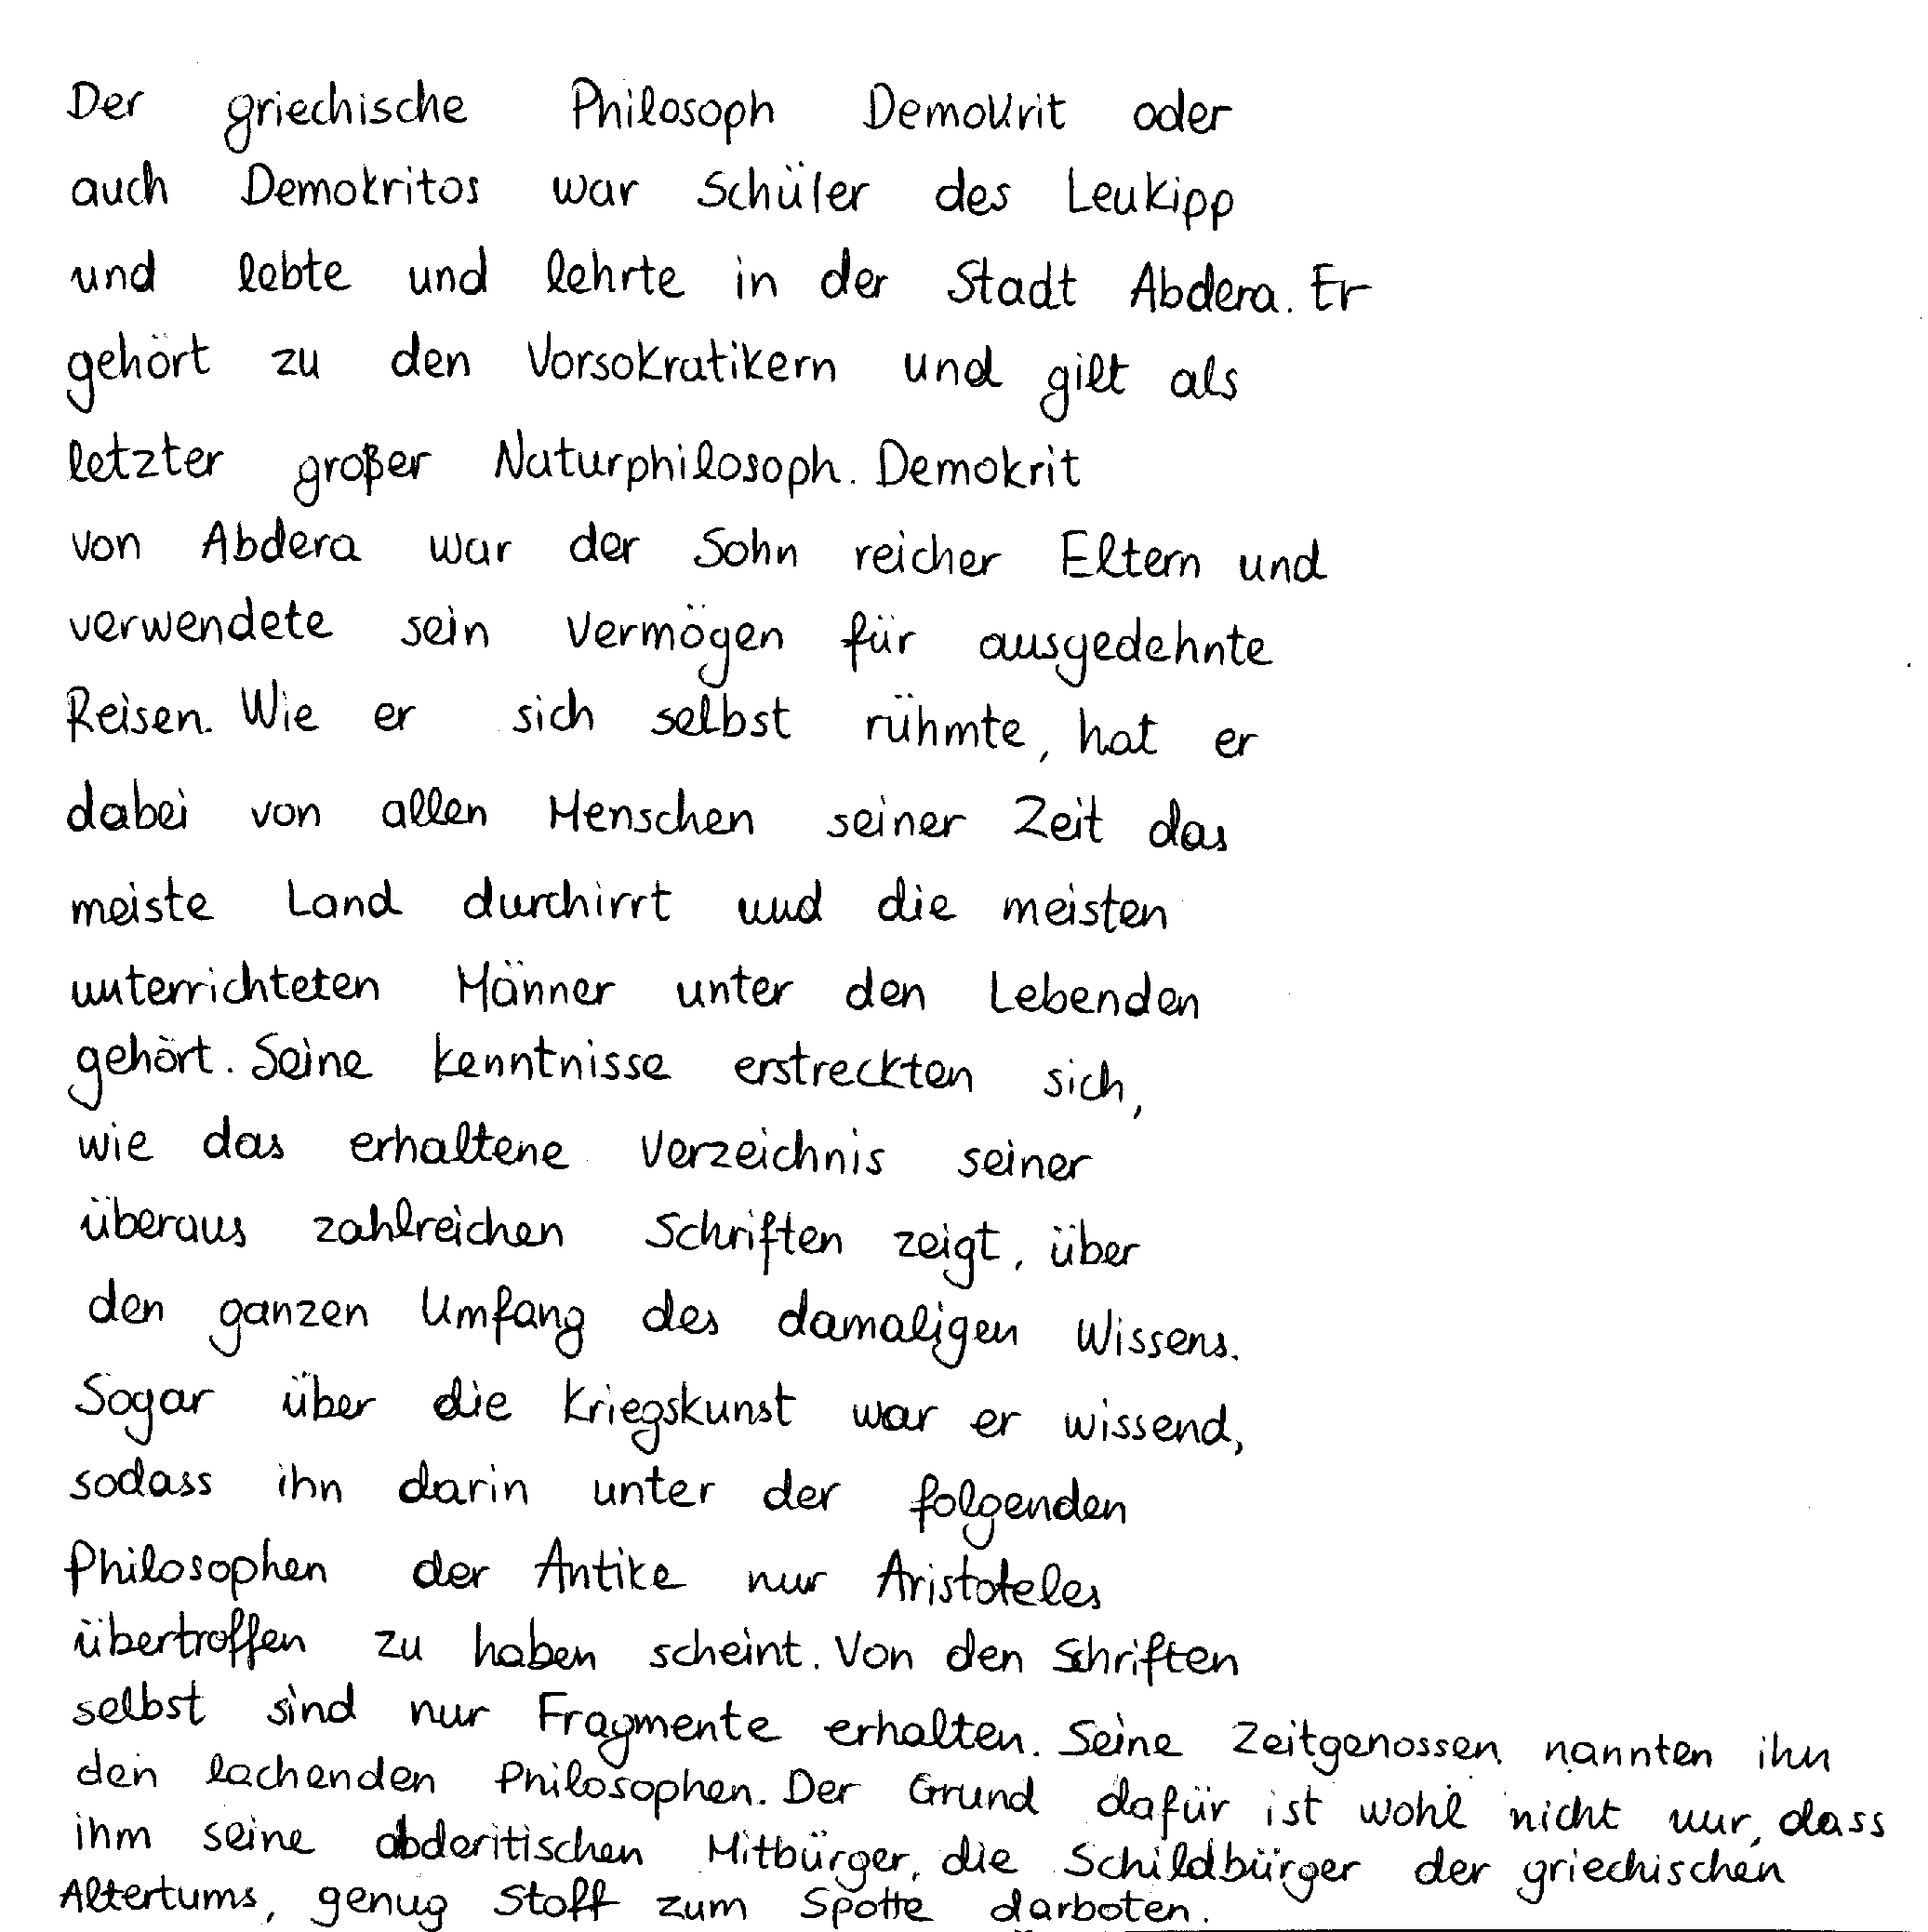 Der griechische Philosoph Demokrit oder
auch Demokritos war Schüler des Leukipp
und lebte und lehrte in der Stadt Abdera. Er
gehört zu den Vorsokratikern und gilt als
letzter großer Naturphilosoph. Demokrit
von Abdera war der Sohn reicher Eltern und
verwendete sein Vermögen für ausgedehnte
Reisen. Wie er sich selbst rühmte, hat er
dabei von allen Menschen seiner Zeit das
meiste Land durchirrt und die meisten
unterrichteten Männer unter den Lebenden
gehört. Seine Kenntnisse erstreckten sich,
wie das erhaltene Verzeichnis seiner
überaus zahlreichen Schriften zeigt, über
den ganzen Umfang des damaligen Wissens.
Sogar über die Kriegskunst war er wissend,
sodass ihn darin unter der folgenden
Philosophen der Antike nur Aristoteles
übertroffen zu haben scheint. Von den Schriften
selbst sind nur Fragmente erhalten. Seine Zeitgenossen nannten ihn
den lachenden Philosophen. Der Grund dafür ist wohl nicht nur, dass
ihm seine abderitischen Mitbürger, die Schildbürger der griechischen
Altertums, genug Stoff zum Spotte darboten.